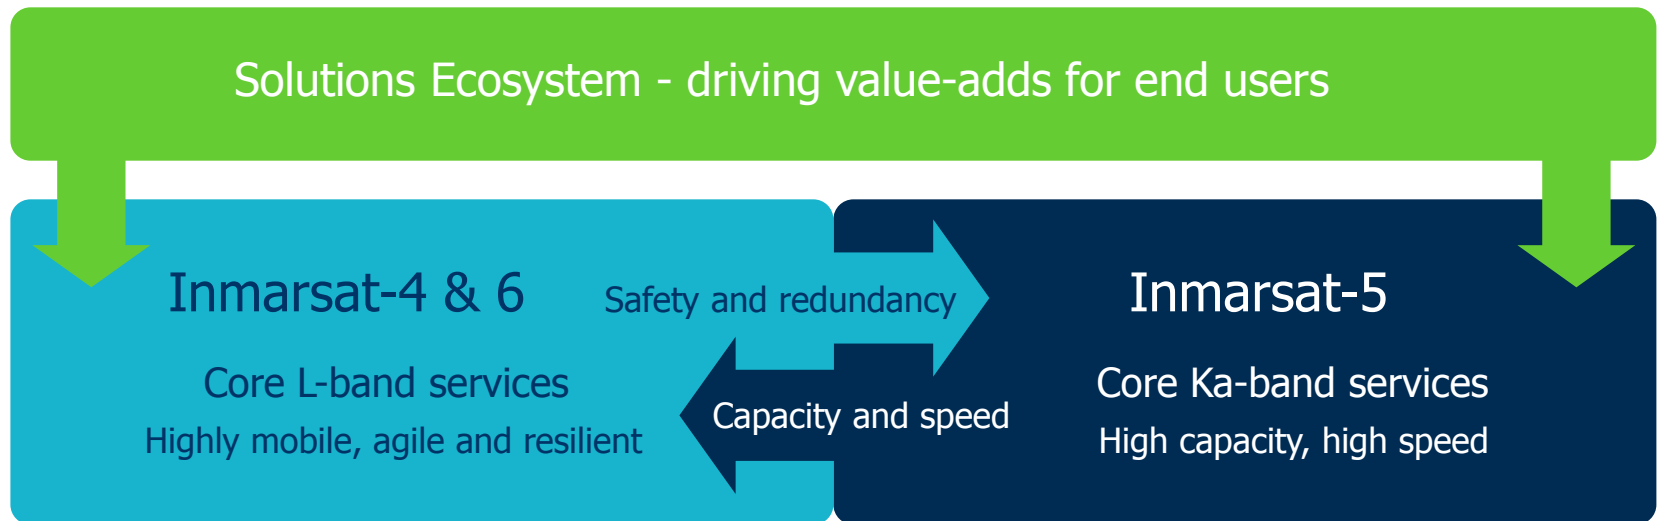 Solutions Ecosystem - driving value-adds for end users
Inmarsat-4 & 6
Core L-band services
Highly mobile, agile and resilient
Safety and redundancy
Capacity and speed
Inmarsat-5
Core Ka-band services
High capacity, high speed